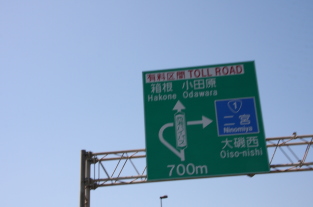 有料区間 TOLL ROAD
箱根 小田原
Hakone Odawara
1
二宮
Ninomiya
大磯西
Oiso-nishi
700m